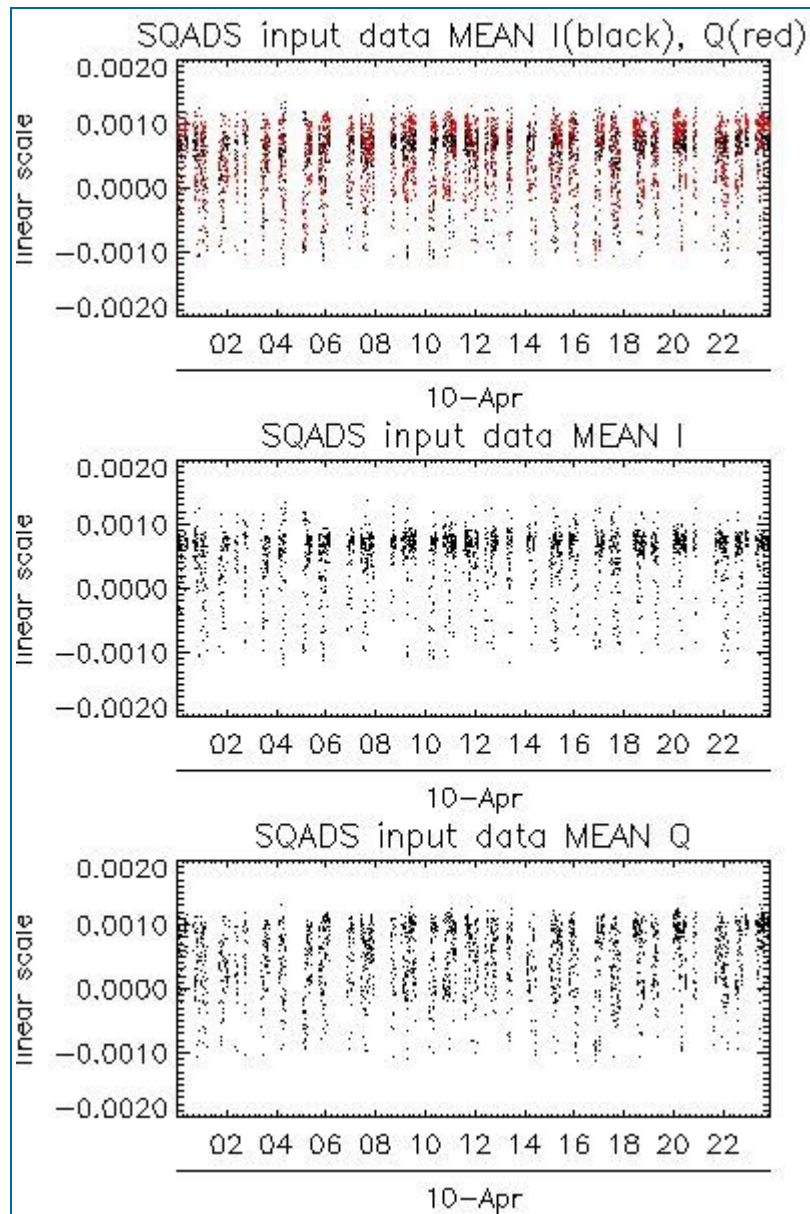 SQADS input data MEAN I(black), Q(red)
0.0020
0.0010
0.0000
−0.0010
−0.0020
linear scale
02 04 06 08 10 12 14 16 18 20 22
10−Apr
SQADS input data MEAN I
0.0020
0.0010
0.0000
−0.0010
−0.0020
linear scale
02 04 06 08 10 12 14 16 18 20 22
10−Apr
SQADS input data MEAN Q
0.0020
0.0010
0.0000
−0.0010
−0.0020
linear scale
02 04 06 08 10 12 14 16 18 20 22
10−Apr